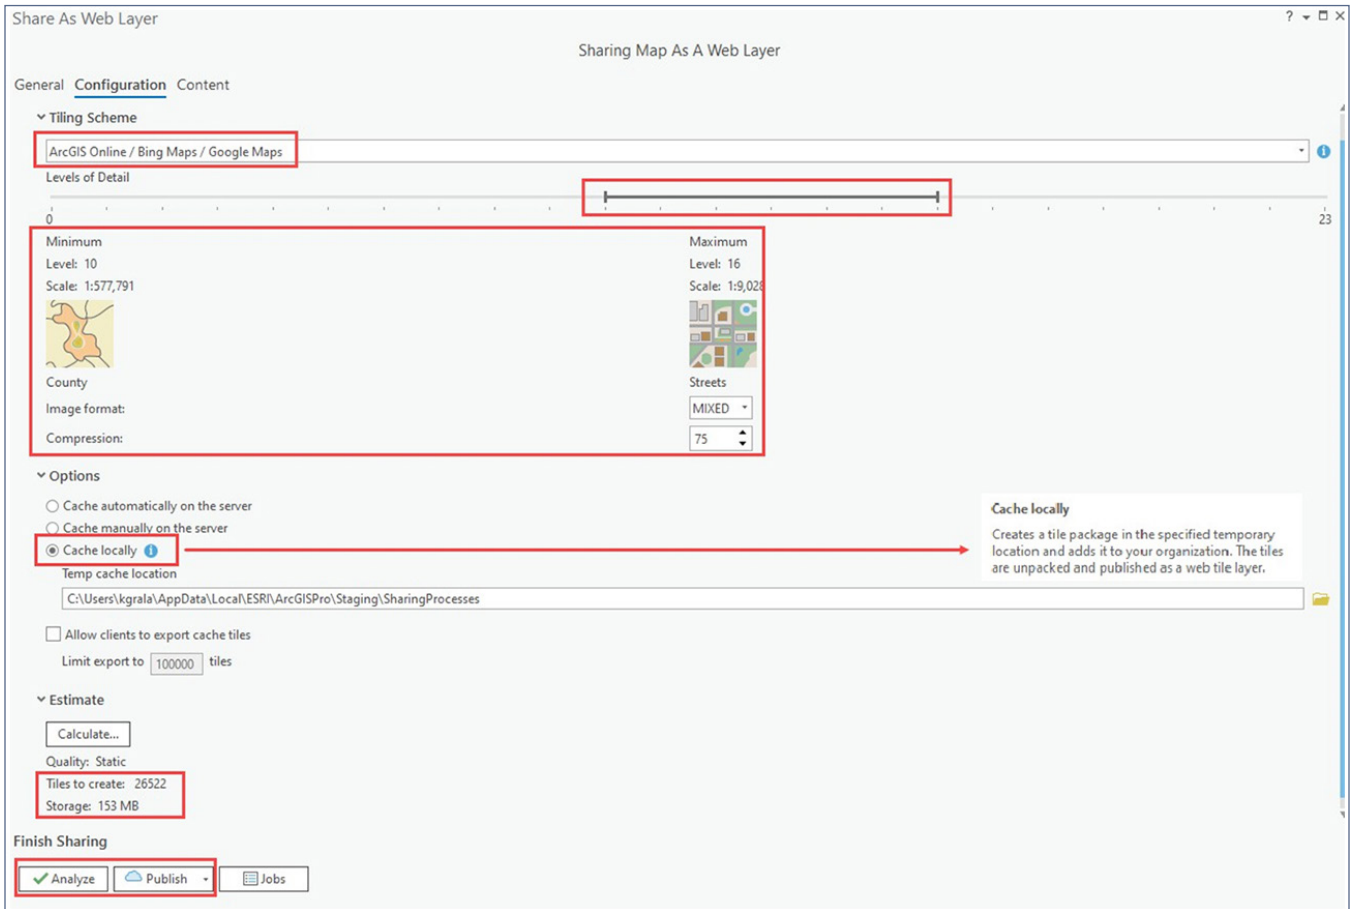 Share As Web Layer
?
Sharing Map As A Web Layer
General Configuration Content
Tiling Scheme
ArcGIS Online / Bing Maps / Google Maps
Levels of Detail
0
23
Minimum Maximum
Level: 10 Level: 16
Scale: 1:577,791 Scale: 1:9,028
County Streets
Image format: MIXED
Compression: 75
Options
Cache automatically on the server
Cache manually on the server
Cache locally
Temp cache location
C:\Users\kgrala\AppData\Local\ESRI\ArcGISPro\Staging\SharingProcesses
Cache locally
Creates a tile package in the specified temporary
location and adds it to your organization. The tiles
are unpacked and published as a web tile layer.
Allow clients to export cache tiles
Limit export to 100000 tiles
Estimate
Calculate...
Quality: Static
Tiles to create: 26522
Storage: 153 MB
Finish Sharing
Analyze Publish Jobs